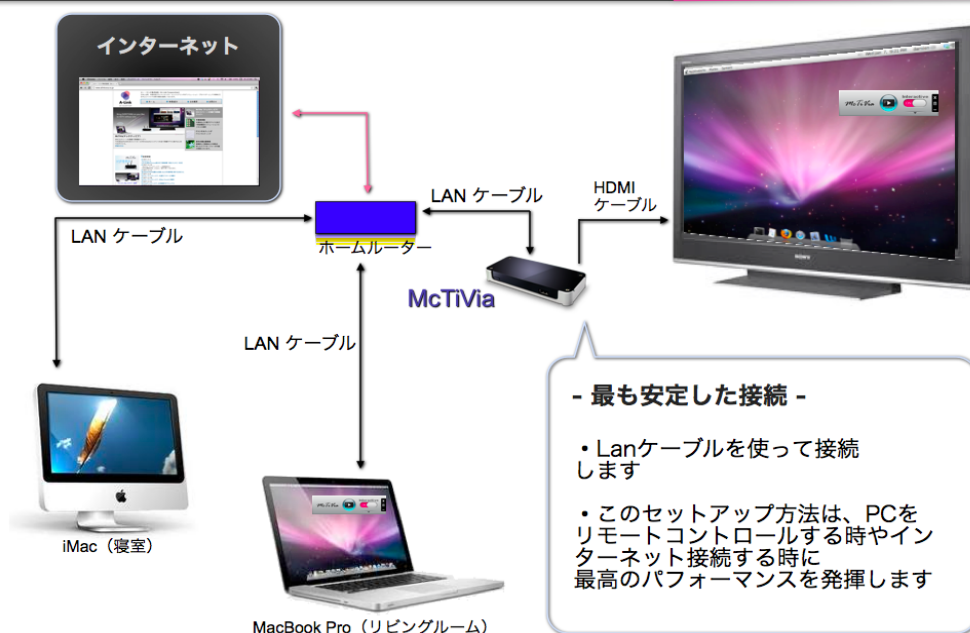 インターネット
LAN ケーブル
HDMI
ケーブル
LAN ケーブル
ホームルーター
McTiVia
LAN ケーブル
McTiVia
SONY
- 最も安定した接続 -
・Lanケーブルを使って接続
します
・このセットアップ方法は、PCを
リモートコントロールする時やイン
ターネット接続する時に
最高のパフォーマンスを発揮します
McTiVia
iMac（寝室）
MacBook Pro（リビングルーム）